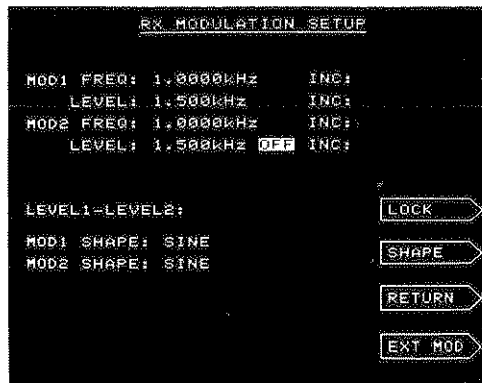 RX MODULATION SETUP
MOD1 FREQ: 1.0000kHz INC:
LEVEL: 1.500kHz INC:
MOD2 FREQ: 1.0000kHz INC:
LEVEL: 1.500kHz OFF INC:
LEVEL1-LEVEL2:
LOCK
MOD1 SHAPE: SINE
SHAPE
MOD2 SHAPE: SINE
RETURN
EXT MOD